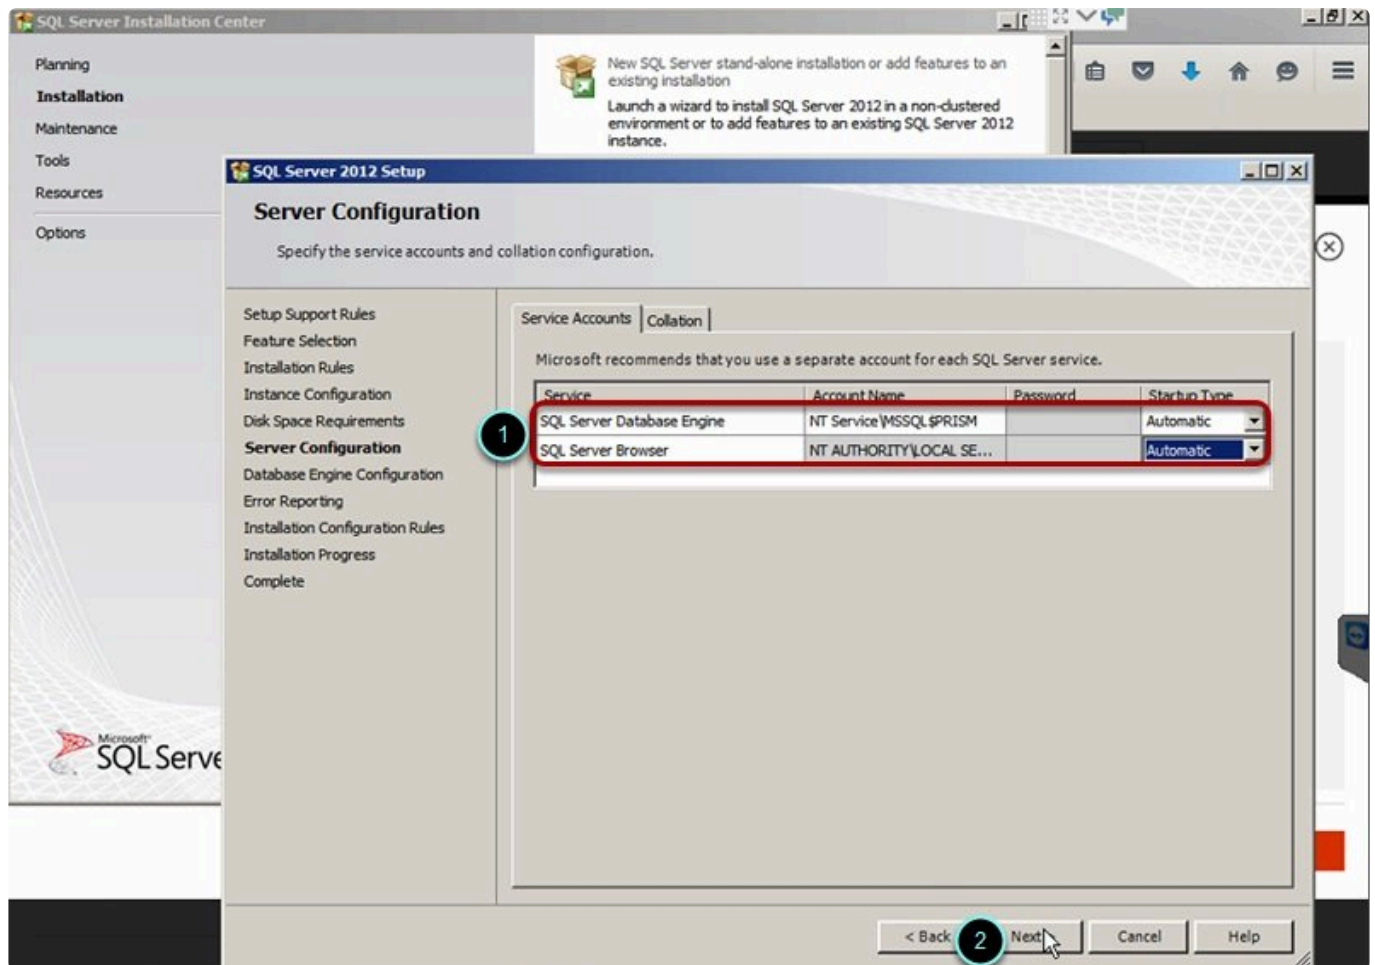 SQL Server Installation Center
Planning
Installation
Maintenance
Tools
Resources
Options
New SQL Server stand-alone installation or add features to an
existing installation
Launch a wizard to install SQL Server 2012 in a non-clustered
environment or to add features to an existing SQL Server 2012
instance.
SQL Server 2012 Setup
Server Configuration
Specify the service accounts and collation configuration.
Setup Support Rules
Feature Selection
Installation Rules
Instance Configuration
Disk Space Requirements
Server Configuration
Database Engine Configuration
Error Reporting
Installation Configuration Rules
Installation Progress
Complete
Service Accounts Collation
Microsoft recommends that you use a separate account for each SQL Server service.
Service Account Name Password Startup Type
1
SQL Server Database Engine NT Service\MSSQL$PRISM Automatic
SQL Server Browser NT AUTHORITY\LOCAL SE... Automatic
Microsoft
SQL Serve
< Back 2 Next Cancel Help